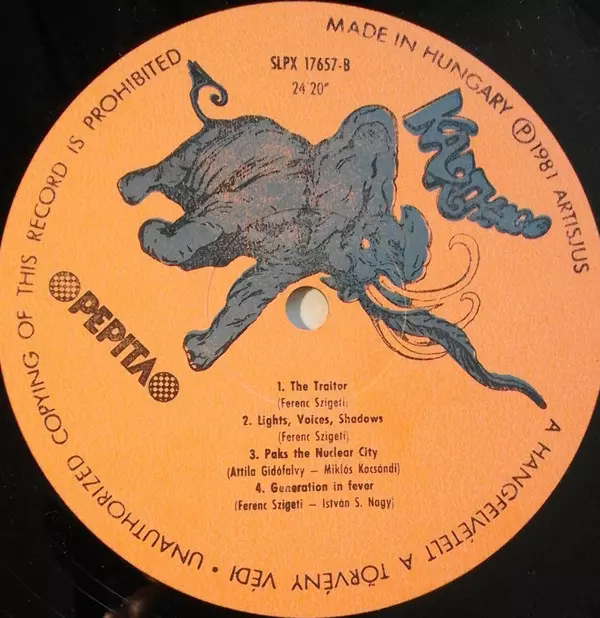 MADE IN HUNGARY Ⓟ 1981 ARTISJUS
SLPX 17657-B
24'20"
KARTHAGO
PEPITA
1. The Traitor
(Ferenc Szigeti)
2. Lights, Voices, Shadows
(Ferenc Szigeti)
3. Paks the Nuclear City
(Attila Gidófalvy – Miklós Kocsándi)
4. Generation in fever
(Ferenc Szigeti – István S. Nagy)
A HANGFELVÉTELT A TÖRVÉNY VÉDI • UNAUTHORIZED COPYING OF THIS RECORD IS PROHIBITED